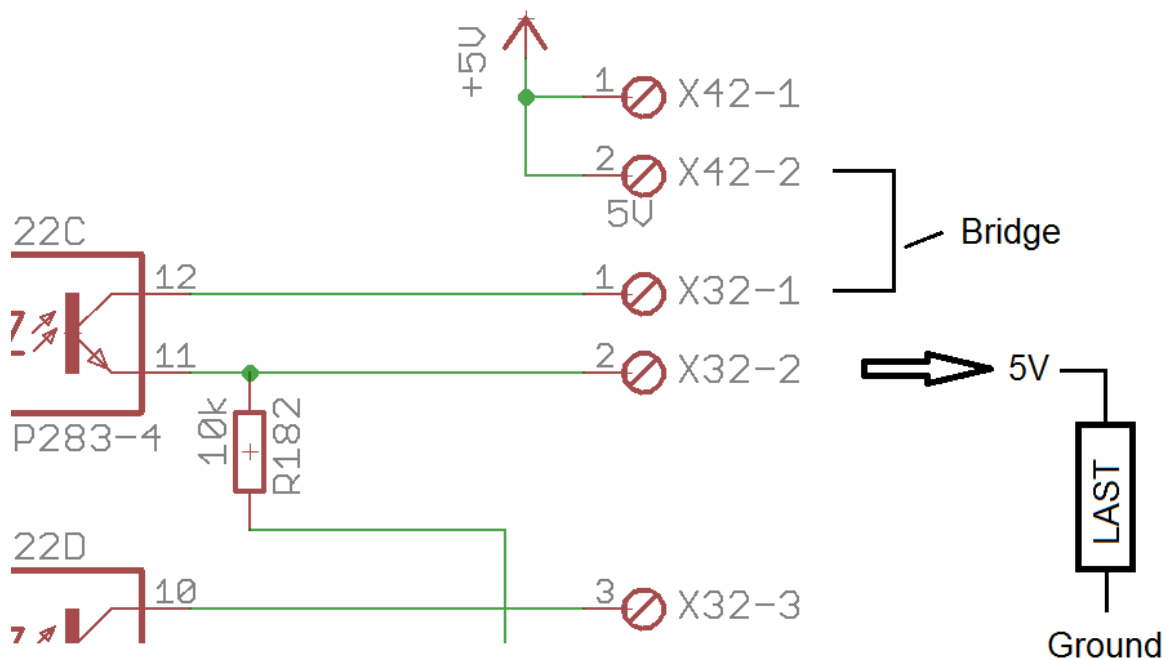 +5V
1 X42-1
2 X42-2
5V
Bridge
22C
12
1 X32-1
11
2 X32-2
5V
P283-4
10k
R182
LAST
22D
10
3 X32-3
Ground